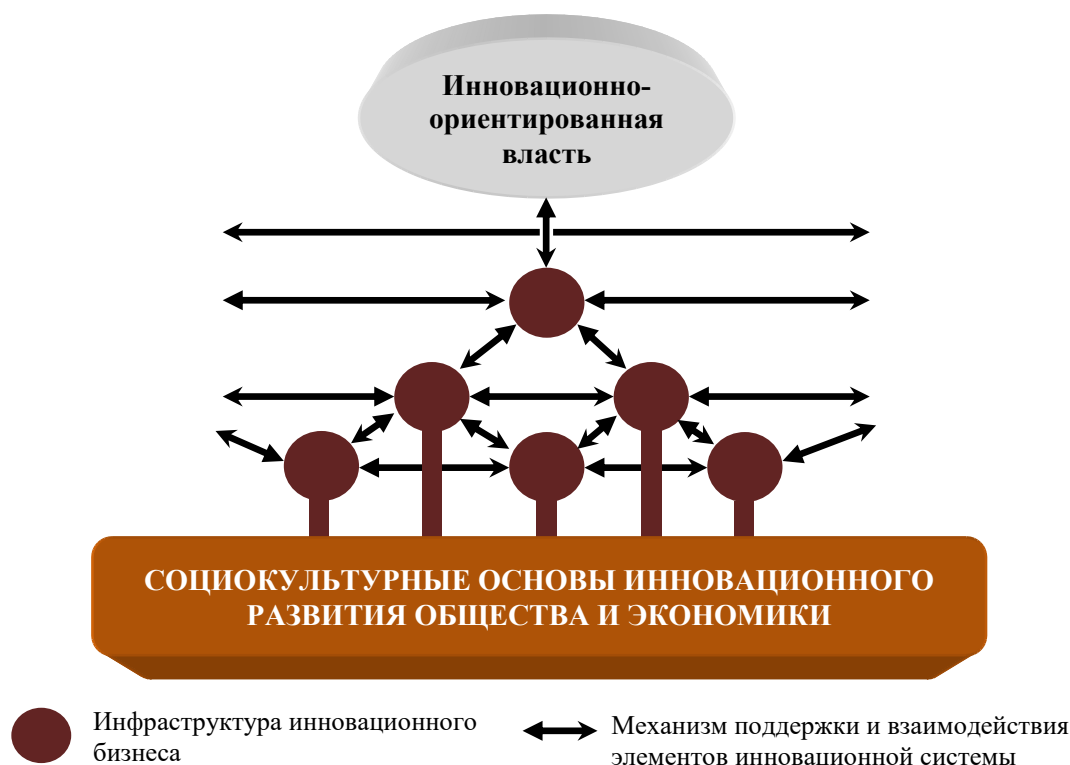 Инновационно-
ориентированная
власть
СОЦИОКУЛЬТУРНЫЕ ОСНОВЫ ИННОВАЦИОННОГО
РАЗВИТИЯ ОБЩЕСТВА И ЭКОНОМИКИ
Инфраструктура инновационного
бизнеса
Механизм поддержки и взаимодействия
элементов инновационной системы